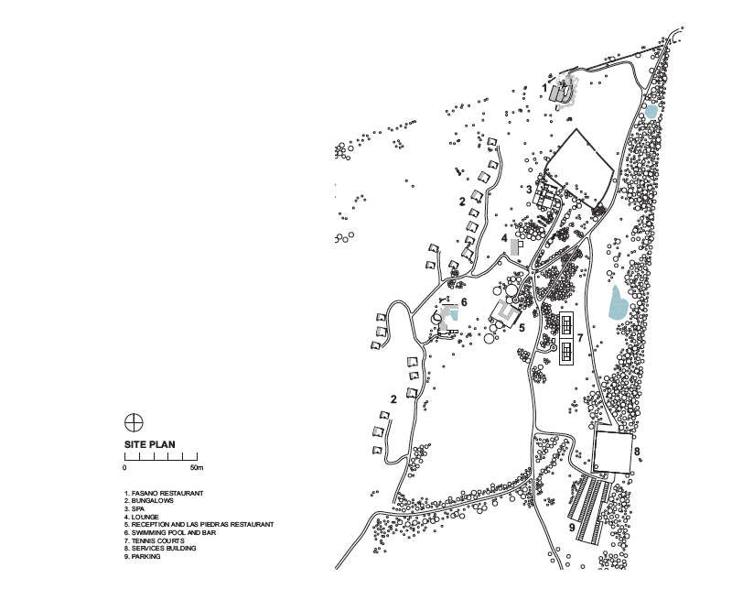 1
3
2
4
6
5
7
2
8
9
SITE PLAN
0 50m
1. FASANO RESTAURANT
2. BUNGALOWS
3. SPA
4. LOUNGE
5. RECEPTION AND LAS PIEDRAS RESTAURANT
6. SWIMMING POOL AND BAR
7. TENNIS COURTS
8. SERVICES BUILDING
9. PARKING